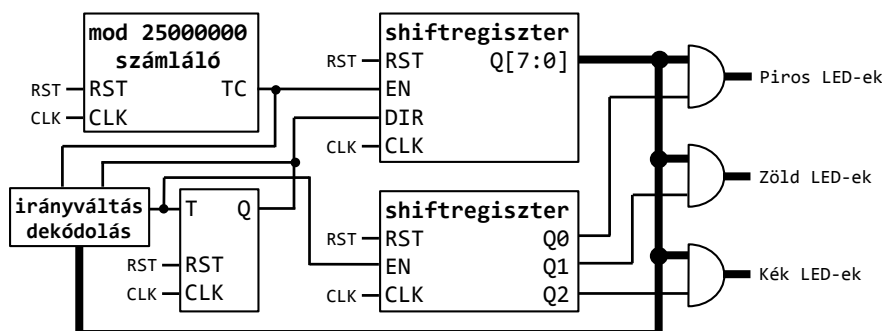 mod 25000000
számláló
RST RST TC
CLK CLK
shiftregiszter
RST RST Q[7:0]
EN
DIR
CLK CLK
Piros LED-ek
Zöld LED-ek
Kék LED-ek
irányváltás
dekódolás
T Q
RST RST
CLK CLK
shiftregiszter
RST RST Q0
EN Q1
CLK CLK Q2